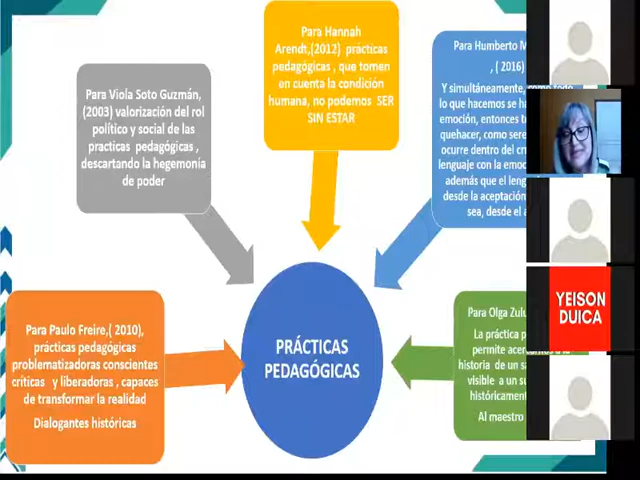 Para Hannah
Arendt,(2012) prácticas
pedagógicas , que tomen
en cuenta la condición
humana, no podemos SER
SIN ESTAR
Para Viola Soto Guzmán,
(2003) valorización del rol
político y social de las
practicas pedagógicas ,
descartando la hegemonía
de poder
Para Humberto M
, ( 2016)
Y simultáneamente, como todo
lo que hacemos se ha
emoción, entonces t
quehacer, como sere
ocurre dentro del cr
lenguaje con la emoc
además que el leng
desde la aceptación
sea, desde el a
Para Paulo Freire,( 2010),
prácticas pedagógicas
problematizadoras conscientes
críticas y liberadoras , capaces
de transformar la realidad
Dialogantes históricas
PRÁCTICAS
PEDAGÓGICAS
Para Olga Zulu
La práctica p
permite acer
historia de un sa
visible a un su
históricament
Al maestro
YEISON
DUICA